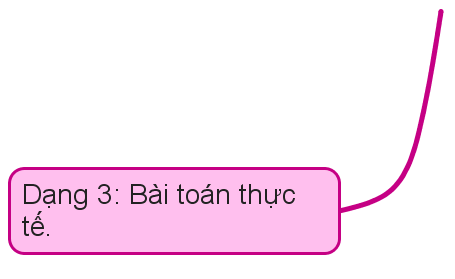 Dạng 3: Bài toán thực
tế.